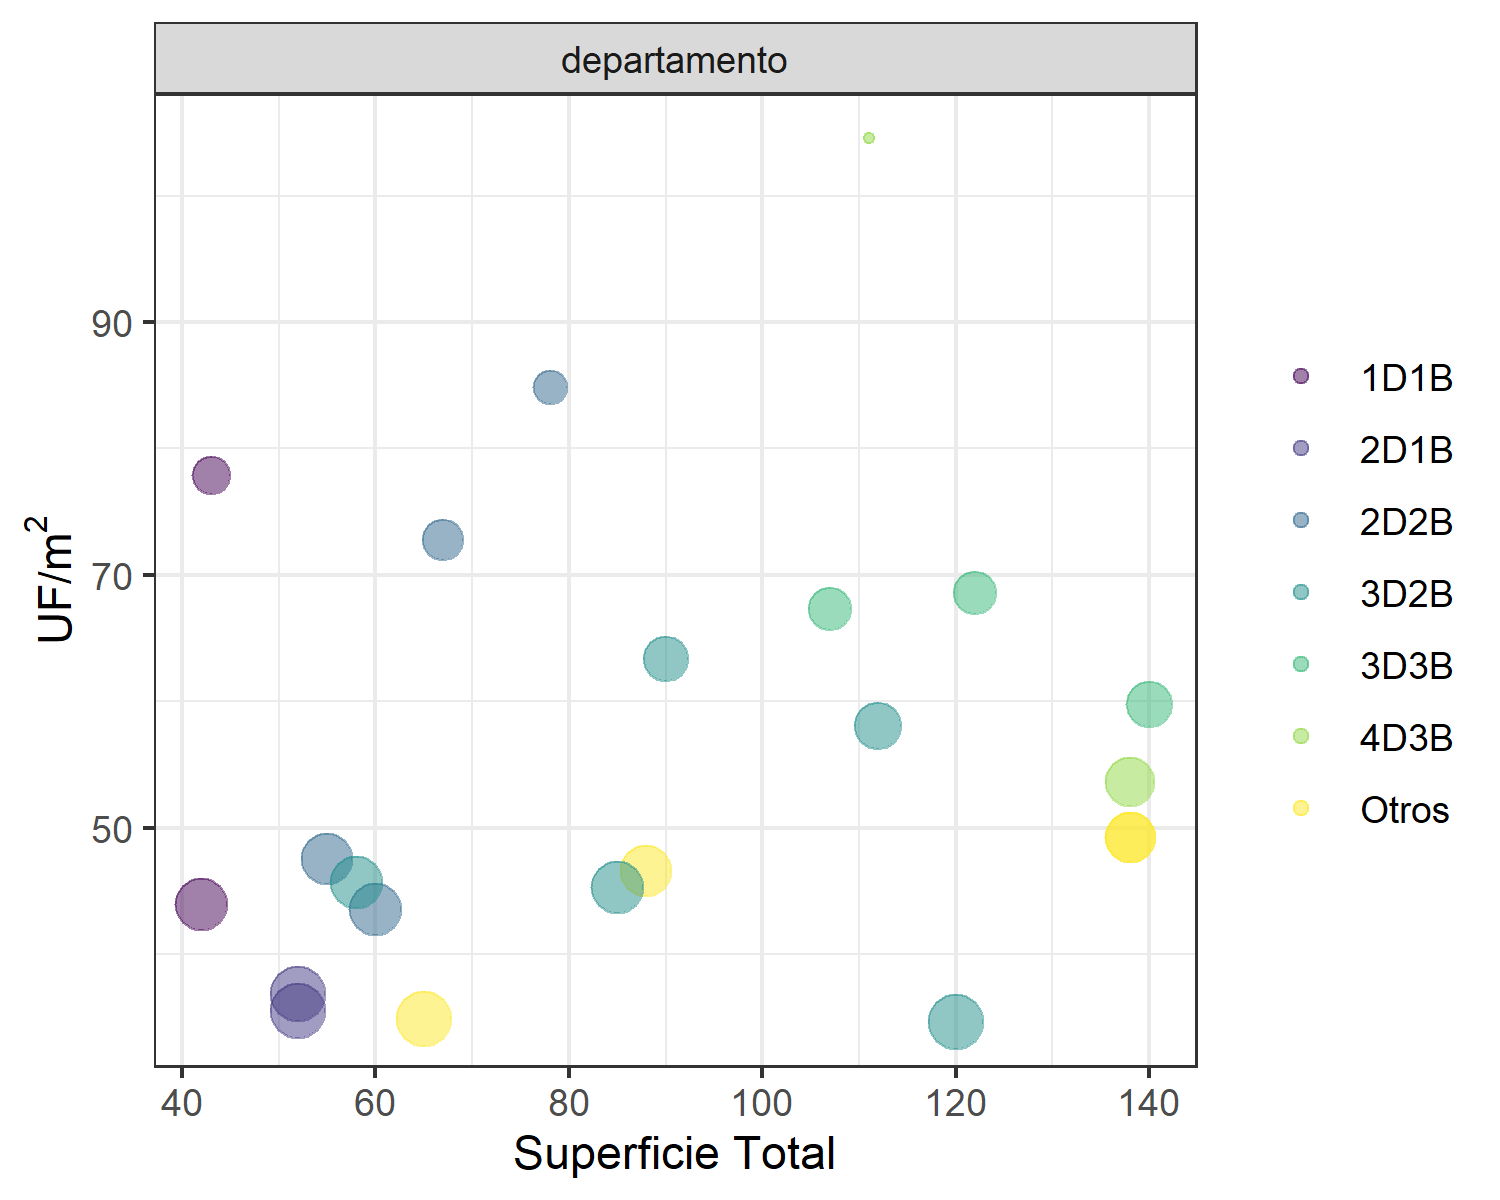 departamento
90
70
50
UF/m²
40 60 80 100 120 140
Superficie Total
1D1B
2D1B
2D2B
3D2B
3D3B
4D3B
Otros